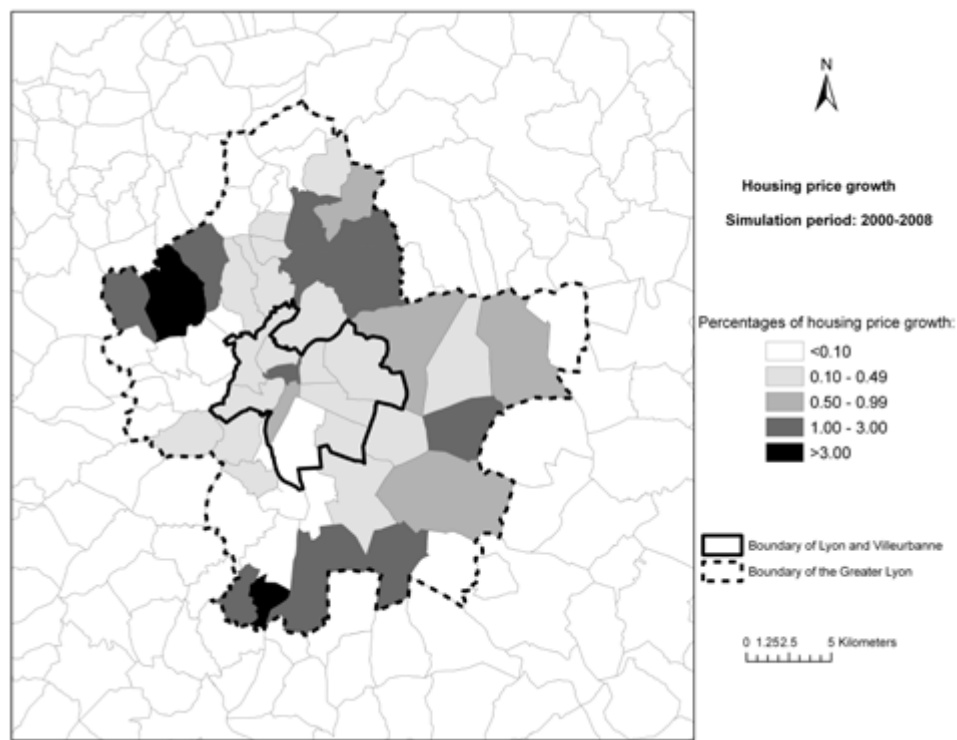 N
Housing price growth
Simulation period: 2000-2008
Percentages of housing price growth:
<0.10
0.10 - 0.49
0.50 - 0.99
1.00 - 3.00
>3.00
Boundary of Lyon and Villeurbanne
Boundary of the Greater Lyon
0 1.252.5 5 Kilometers